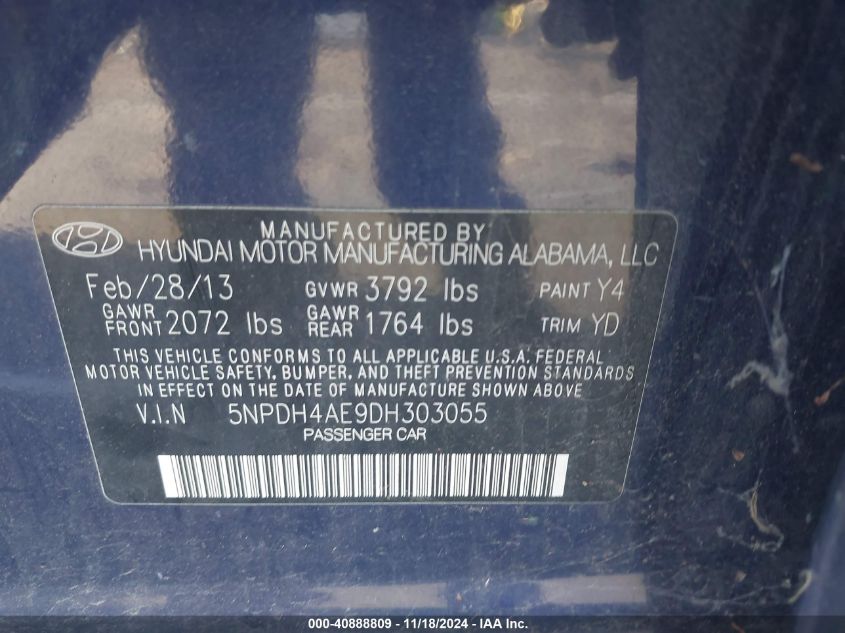 MANUFACTURED BY
HYUNDAI MOTOR MANUFACTURING ALABAMA, LLC
Feb/28/13 GVWR 3792 lbs PAINT Y4
GAWR FRONT 2072 lbs GAWR REAR 1764 lbs TRIM YD
THIS VEHICLE CONFORMS TO ALL APPLICABLE U.S.A. FEDERAL
MOTOR VEHICLE SAFETY, BUMPER, AND THEFT PREVENTION STANDARDS
IN EFFECT ON THE DATE OF MANUFACTURE SHOWN ABOVE
V.I.N 5NPDH4AE9DH303055
PASSENGER CAR
000-40888809 - 11/18/2024 - IAA Inc.